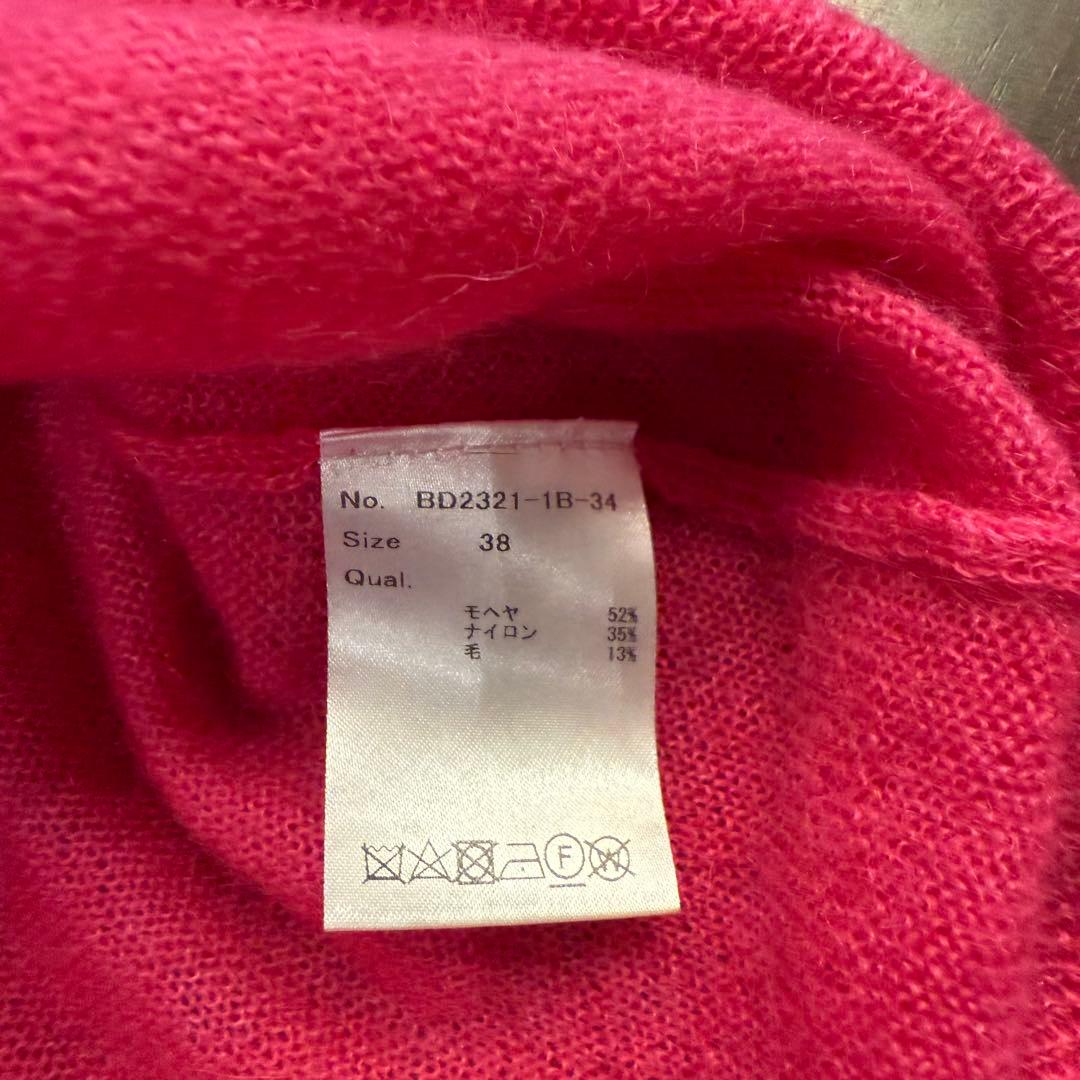 No. BD2321-1B-34
Size 38
Qual.
モヘヤ 52%
ナイロン 35%
毛 13%
F W